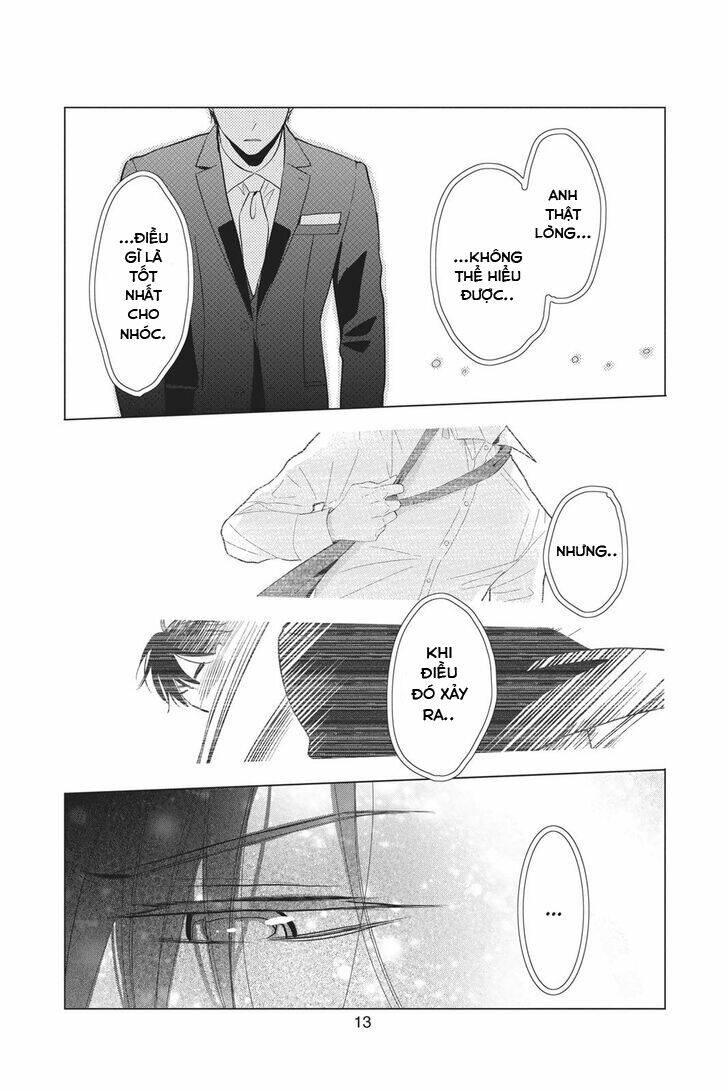 ANH
THẬT
LÒNG...
...KHÔNG
THỂ HIỂU
ĐƯỢC..
...ĐIỀU
GÌ LÀ
TỐT
NHẤT
CHO
NHÓC.
NHƯNG..
KHI
ĐIỀU
ĐÓ XẢY
RA..
...
13